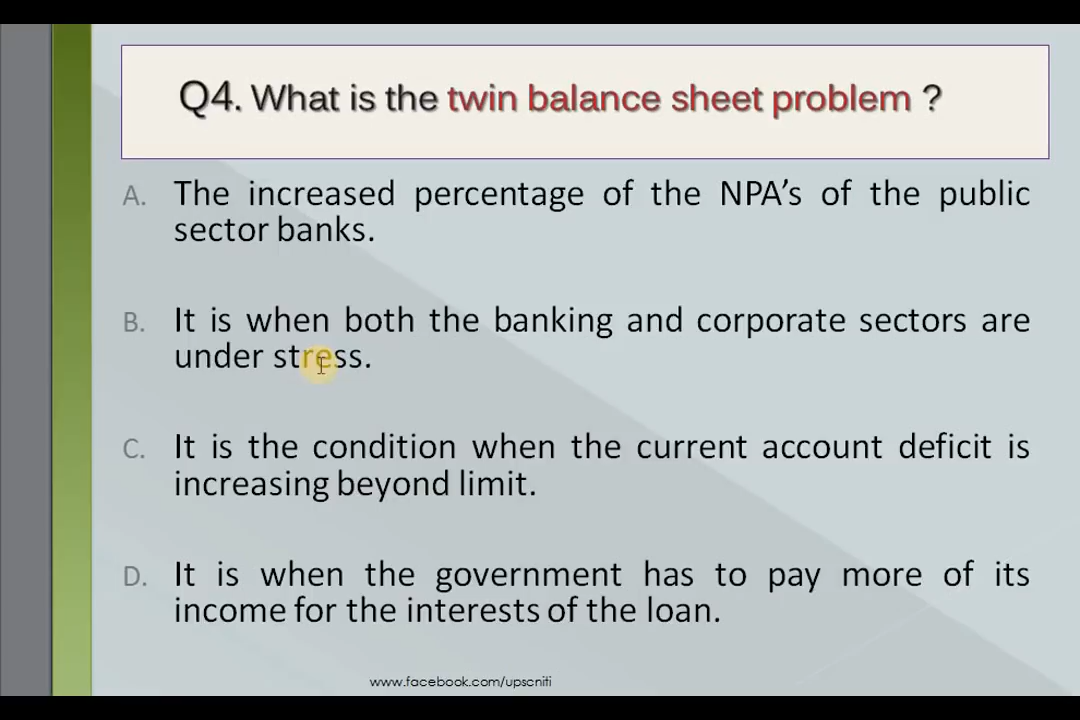 Q4. What is the twin balance sheet problem ?
A. The increased percentage of the NPA’s of the public
sector banks.
B. It is when both the banking and corporate sectors are
under stress.
C. It is the condition when the current account deficit is
increasing beyond limit.
D. It is when the government has to pay more of its
income for the interests of the loan.
www.facebook.com/upscniti